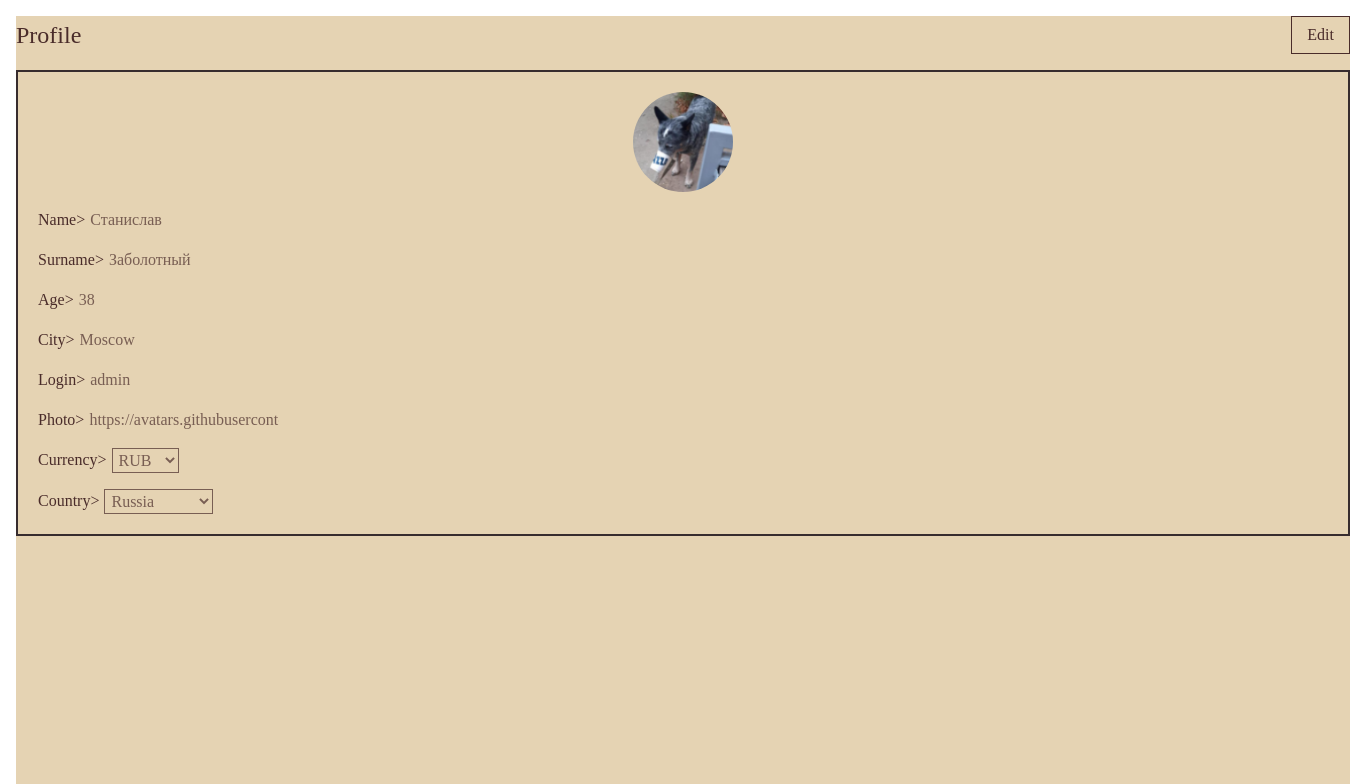 Profile
Edit
Name> Станислав
Surname> Заболотный
Age> 38
City> Moscow
Login> admin
Photo> https://avatars.githubusercont
Currency> RUB
Country> Russia